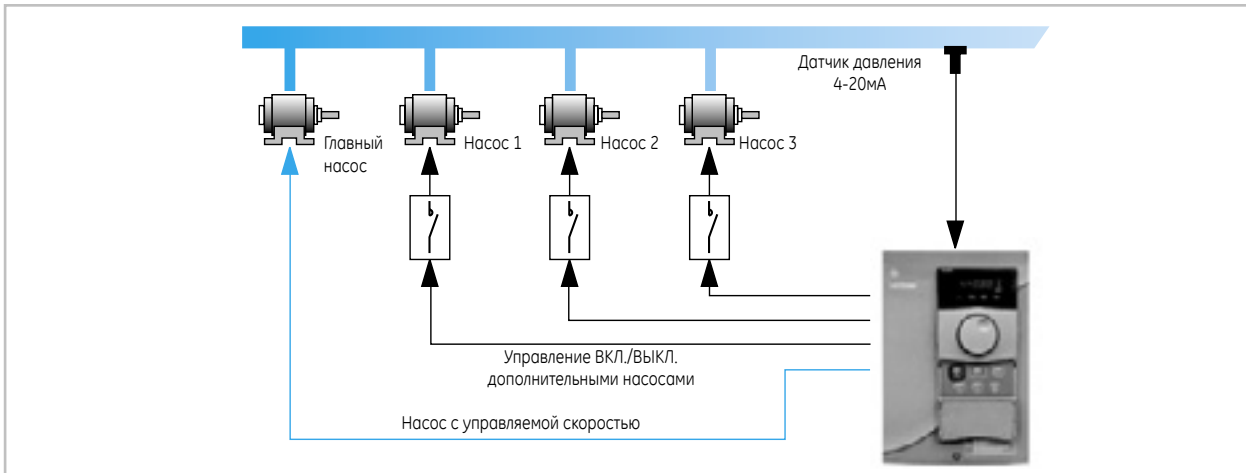 Датчик давления
4-20мА
Главный
насос
Насос 1
Насос 2
Насос 3
Управление ВКЛ./ВЫКЛ.
дополнительными насосами
Насос с управляемой скоростью